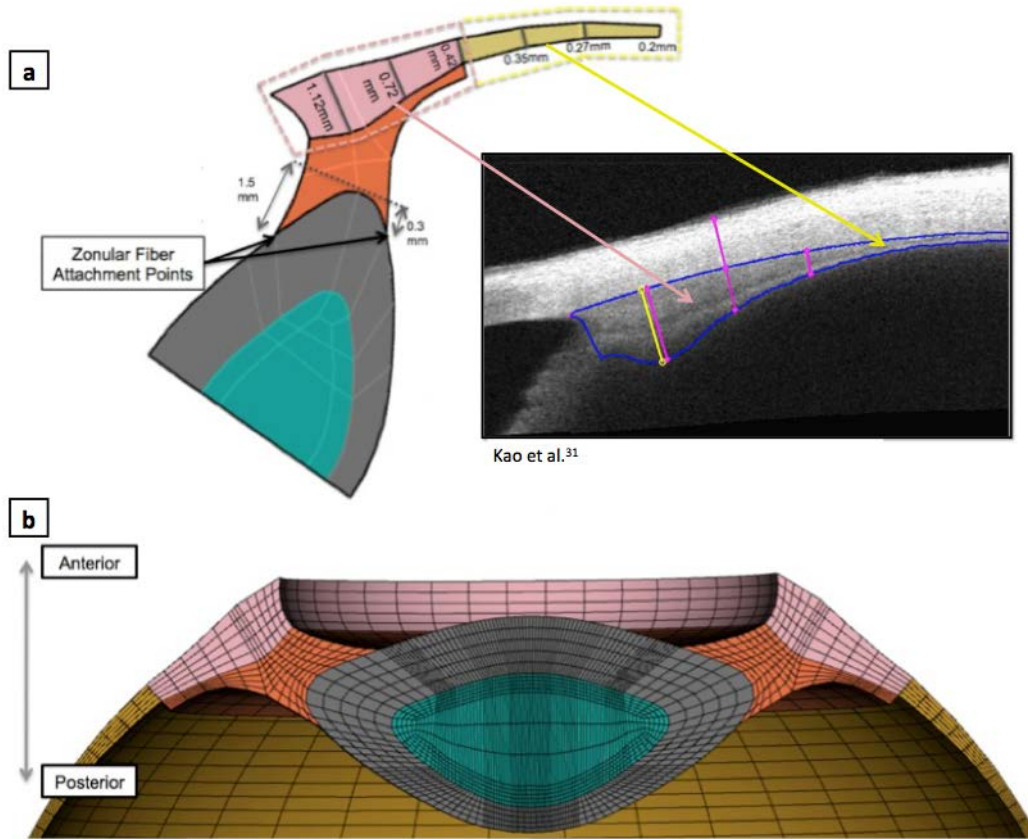 a
1.12mm
0.72
mm
0.42
mm
0.35mm
0.27mm
0.2mm
1.5
mm
0.3
mm
Zonular Fiber
Attachment Points
Kao et al.³¹
b
Anterior
Posterior